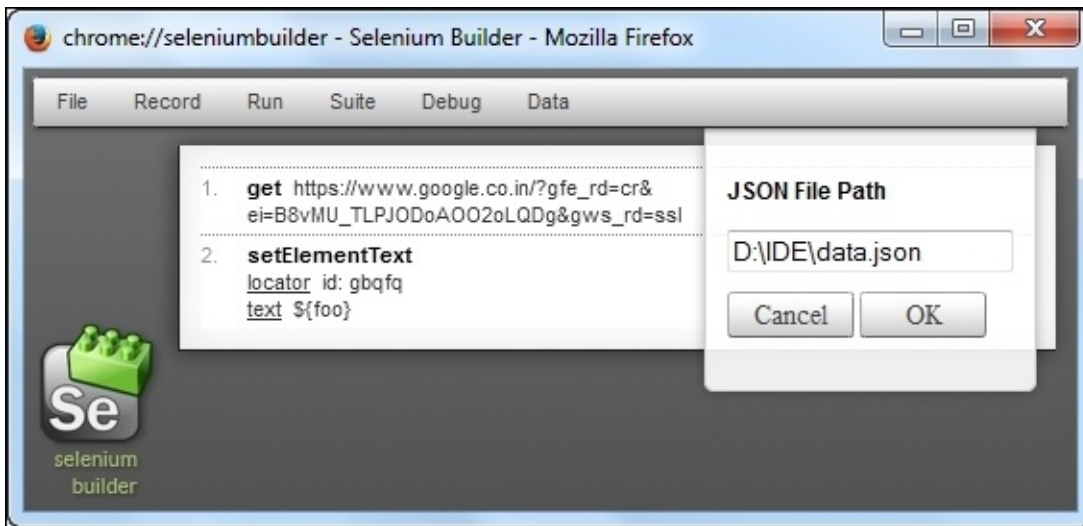 chrome://seleniumbuilder - Selenium Builder - Mozilla Firefox
File Record Run Suite Debug Data
1. get https://www.google.co.in/?gfe_rd=cr&
ei=B8vMU_TLPJODoAOO2oLQDg&gws_rd=ssl
2. setElementText
locator id: gbqfq
text ${foo}
JSON File Path
D:\IDE\data.json
Cancel OK
Se
selenium
builder